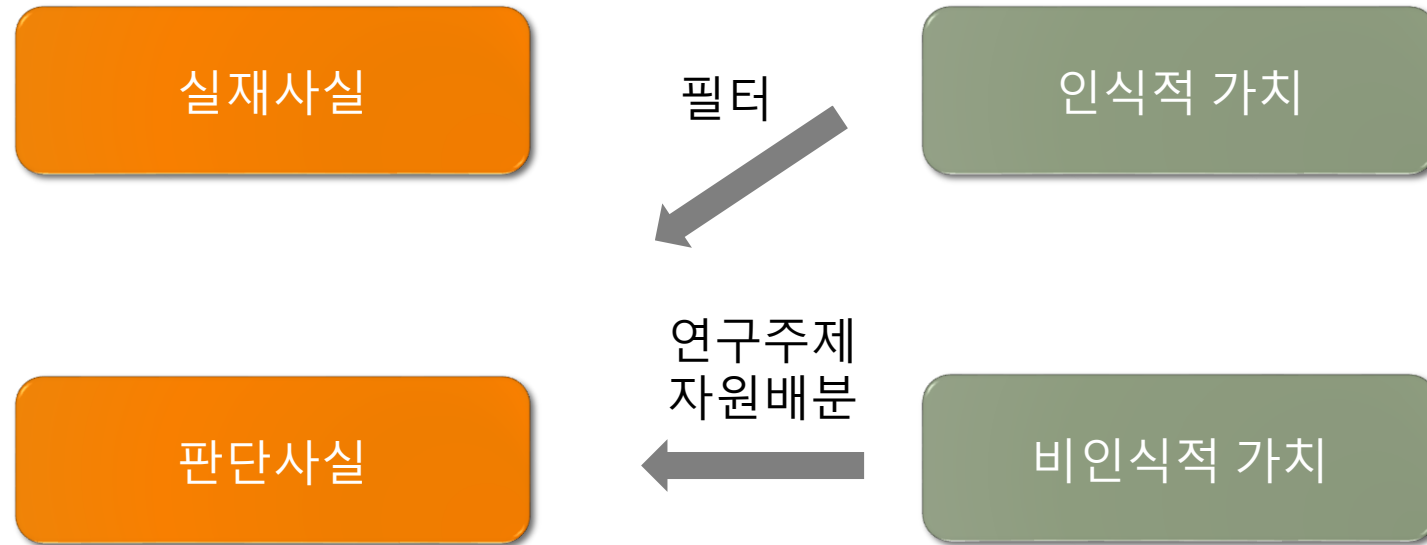 실재사실
필터
인식적 가치
연구주제
자원배분
판단사실
비인식적 가치